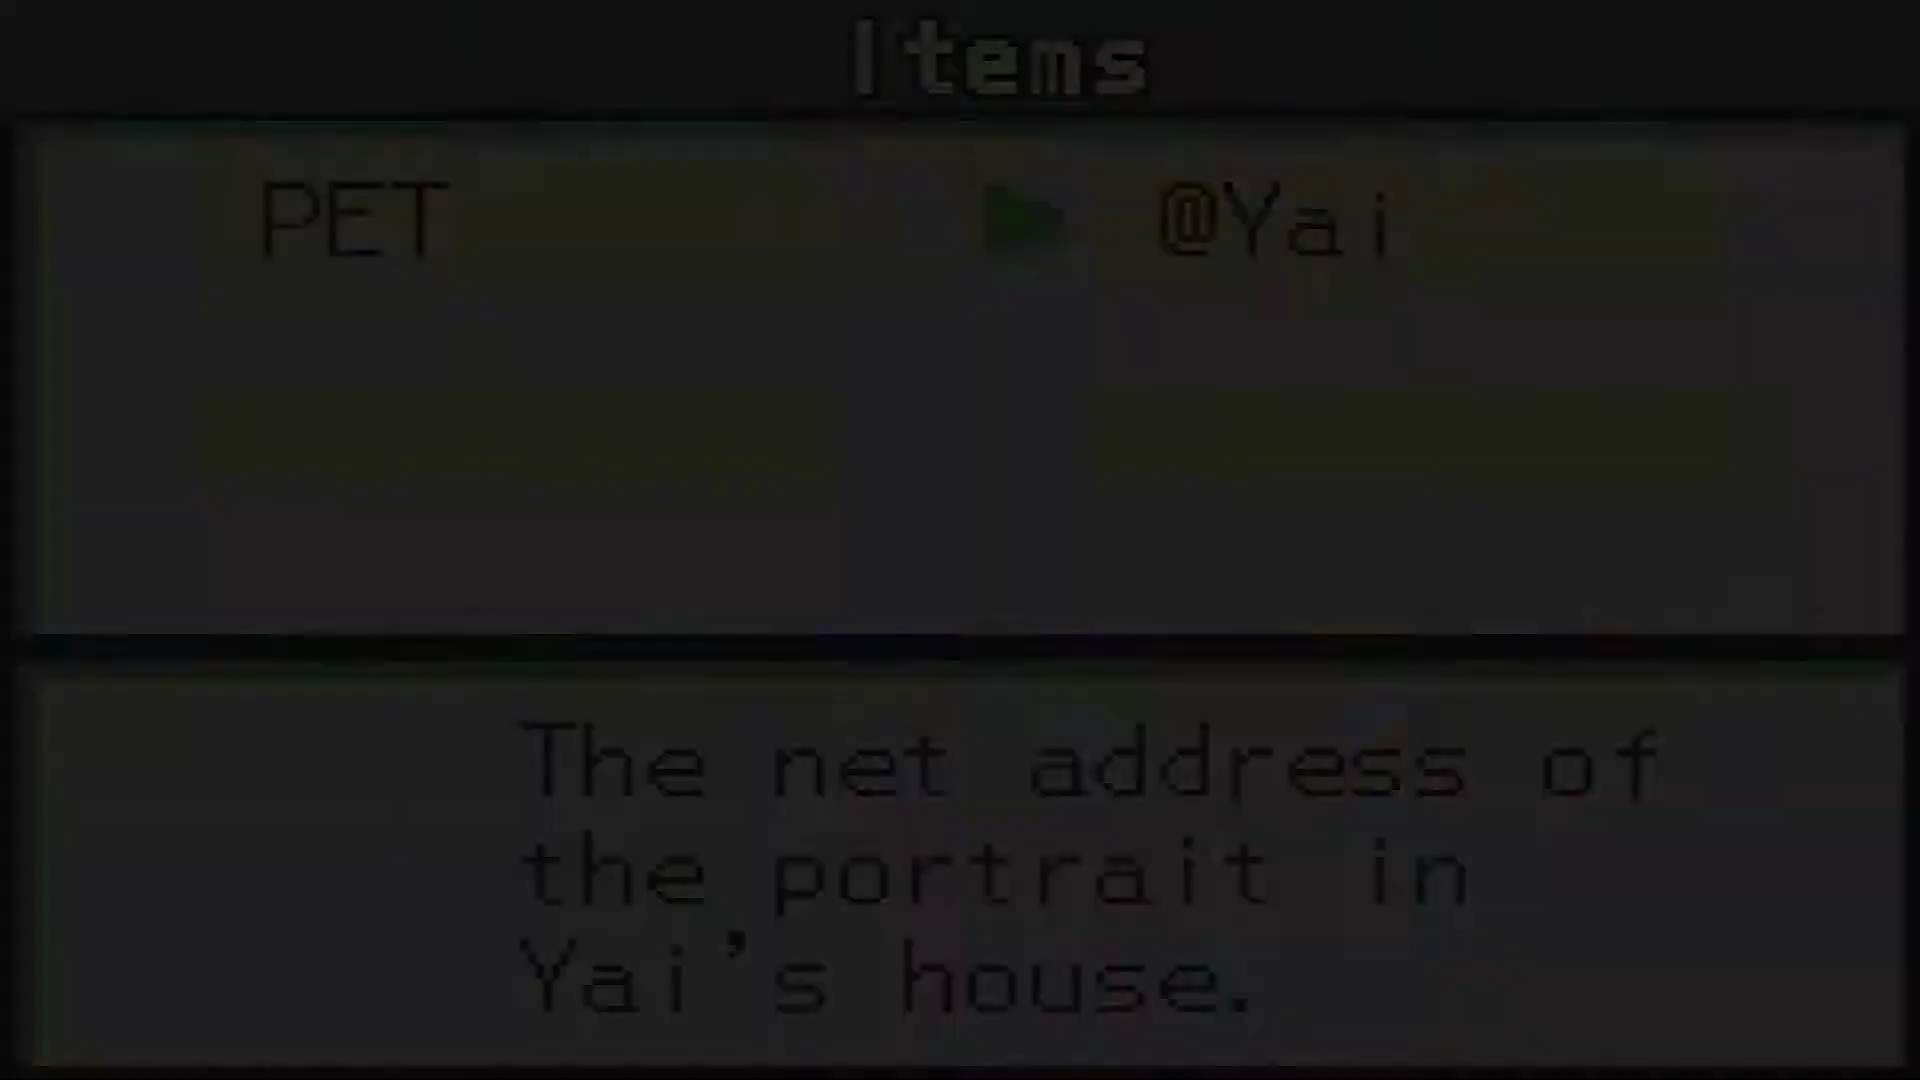 Items
PET @Yai
The net address of
the portrait in
Yai's house.